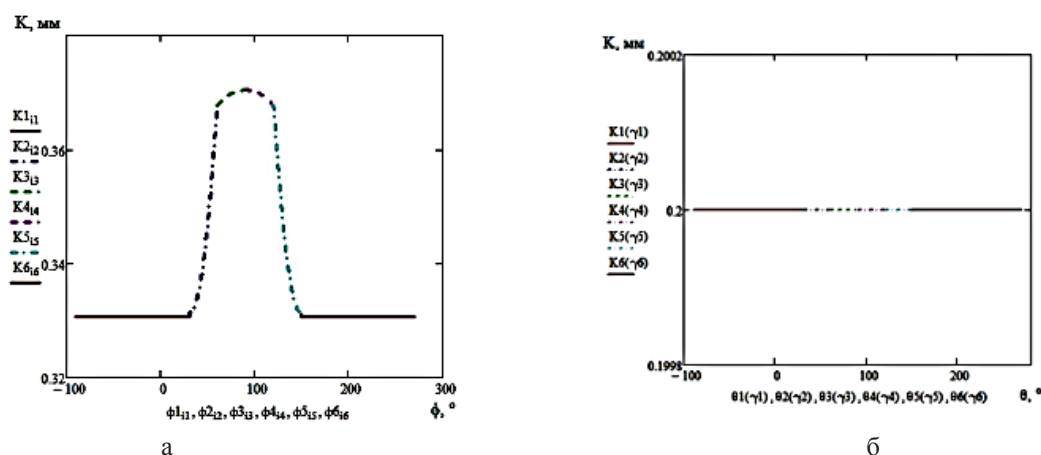 K, мм
K1i1
K2i2
K3i3
K4i4
K5i5
K6i6
0.36
0.34
0.32
−100
0
100
200
300
ϕ1i1, ϕ2i2, ϕ3i3, ϕ4i4, ϕ5i5, ϕ6i6
ϕ, °
а
K, мм
K1(γ1)
K2(γ2)
K3(γ3)
K4(γ4)
K5(γ5)
K6(γ6)
0.2002
0.2
0.1998
−100
0
100
200
θ1(γ1), θ2(γ2), θ3(γ3), θ4(γ4), θ5(γ5), θ6(γ6)
θ, °
б